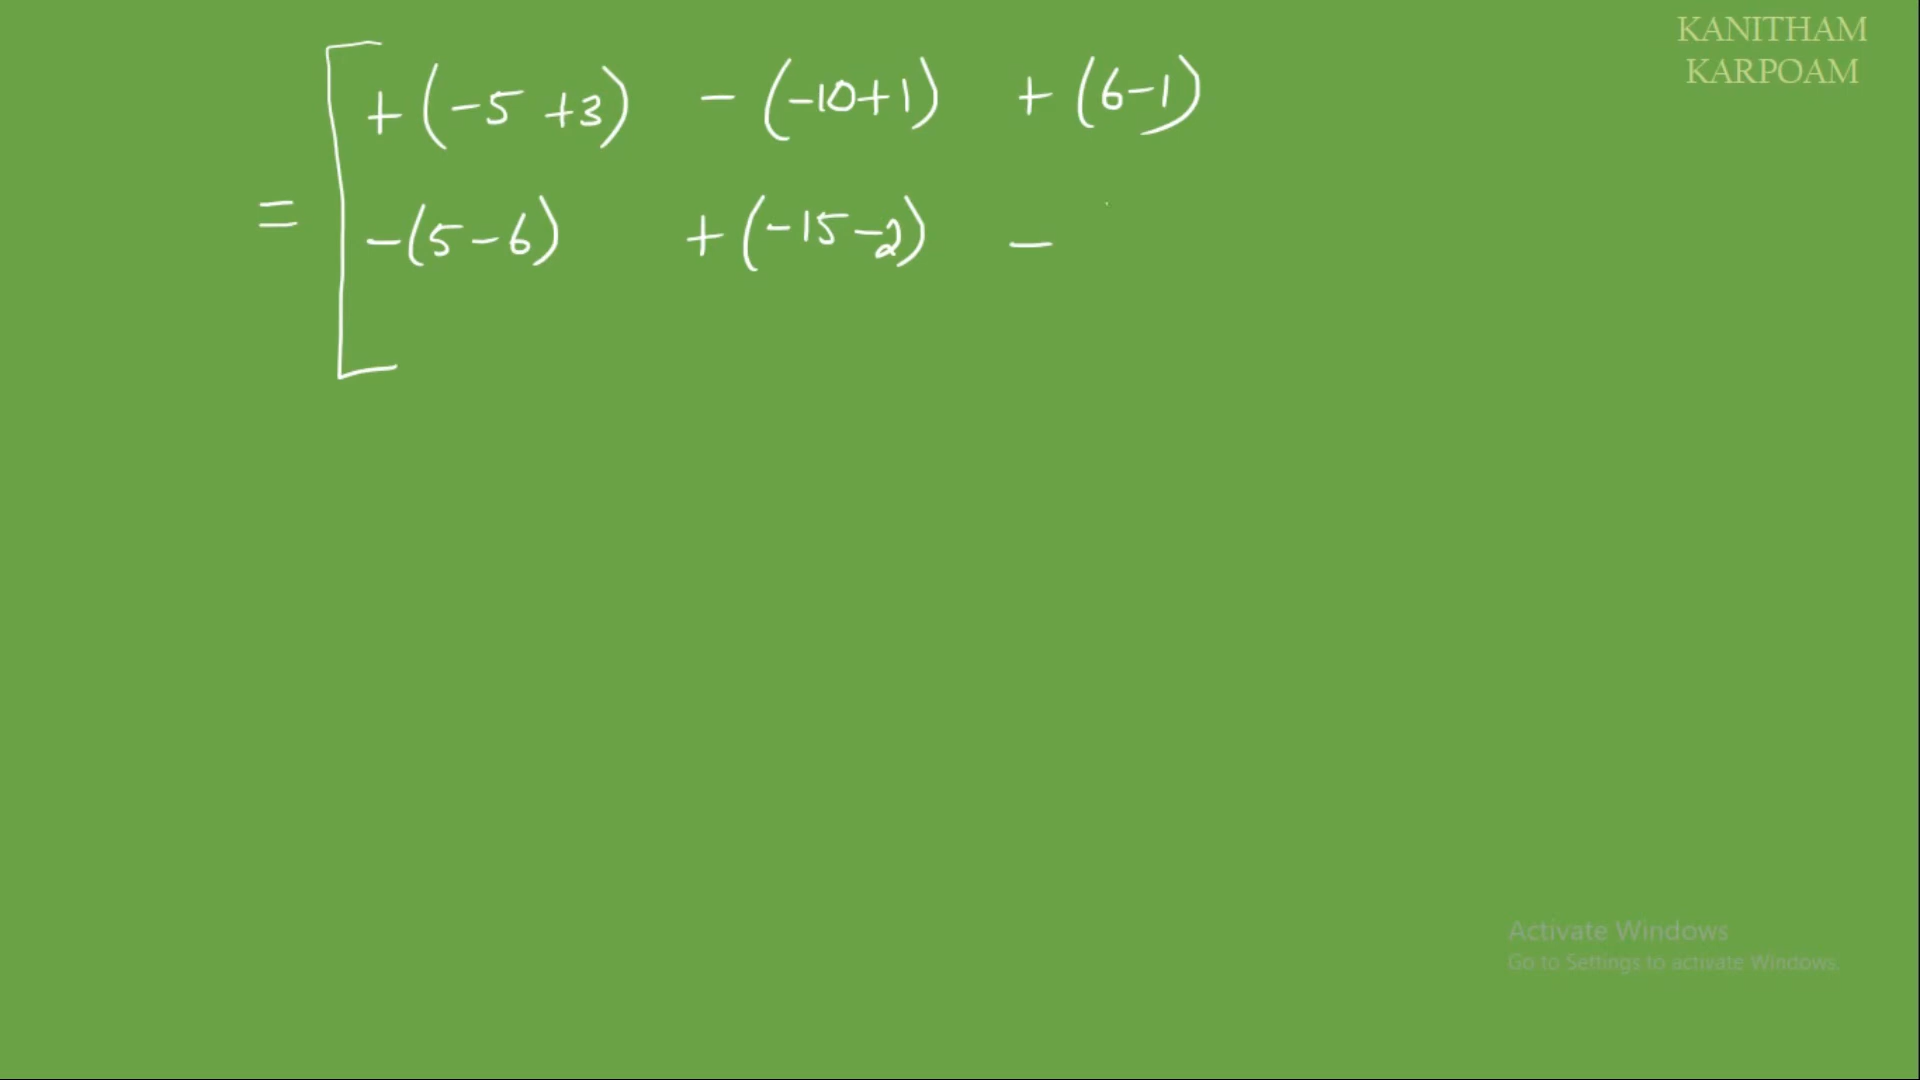 KANITHAM
KARPOAM
+(-5+3) -(-10+1) +(6-1)
=
-(5-6) +(-15-2) -
Activate Windows
Go to Settings to activate Windows.